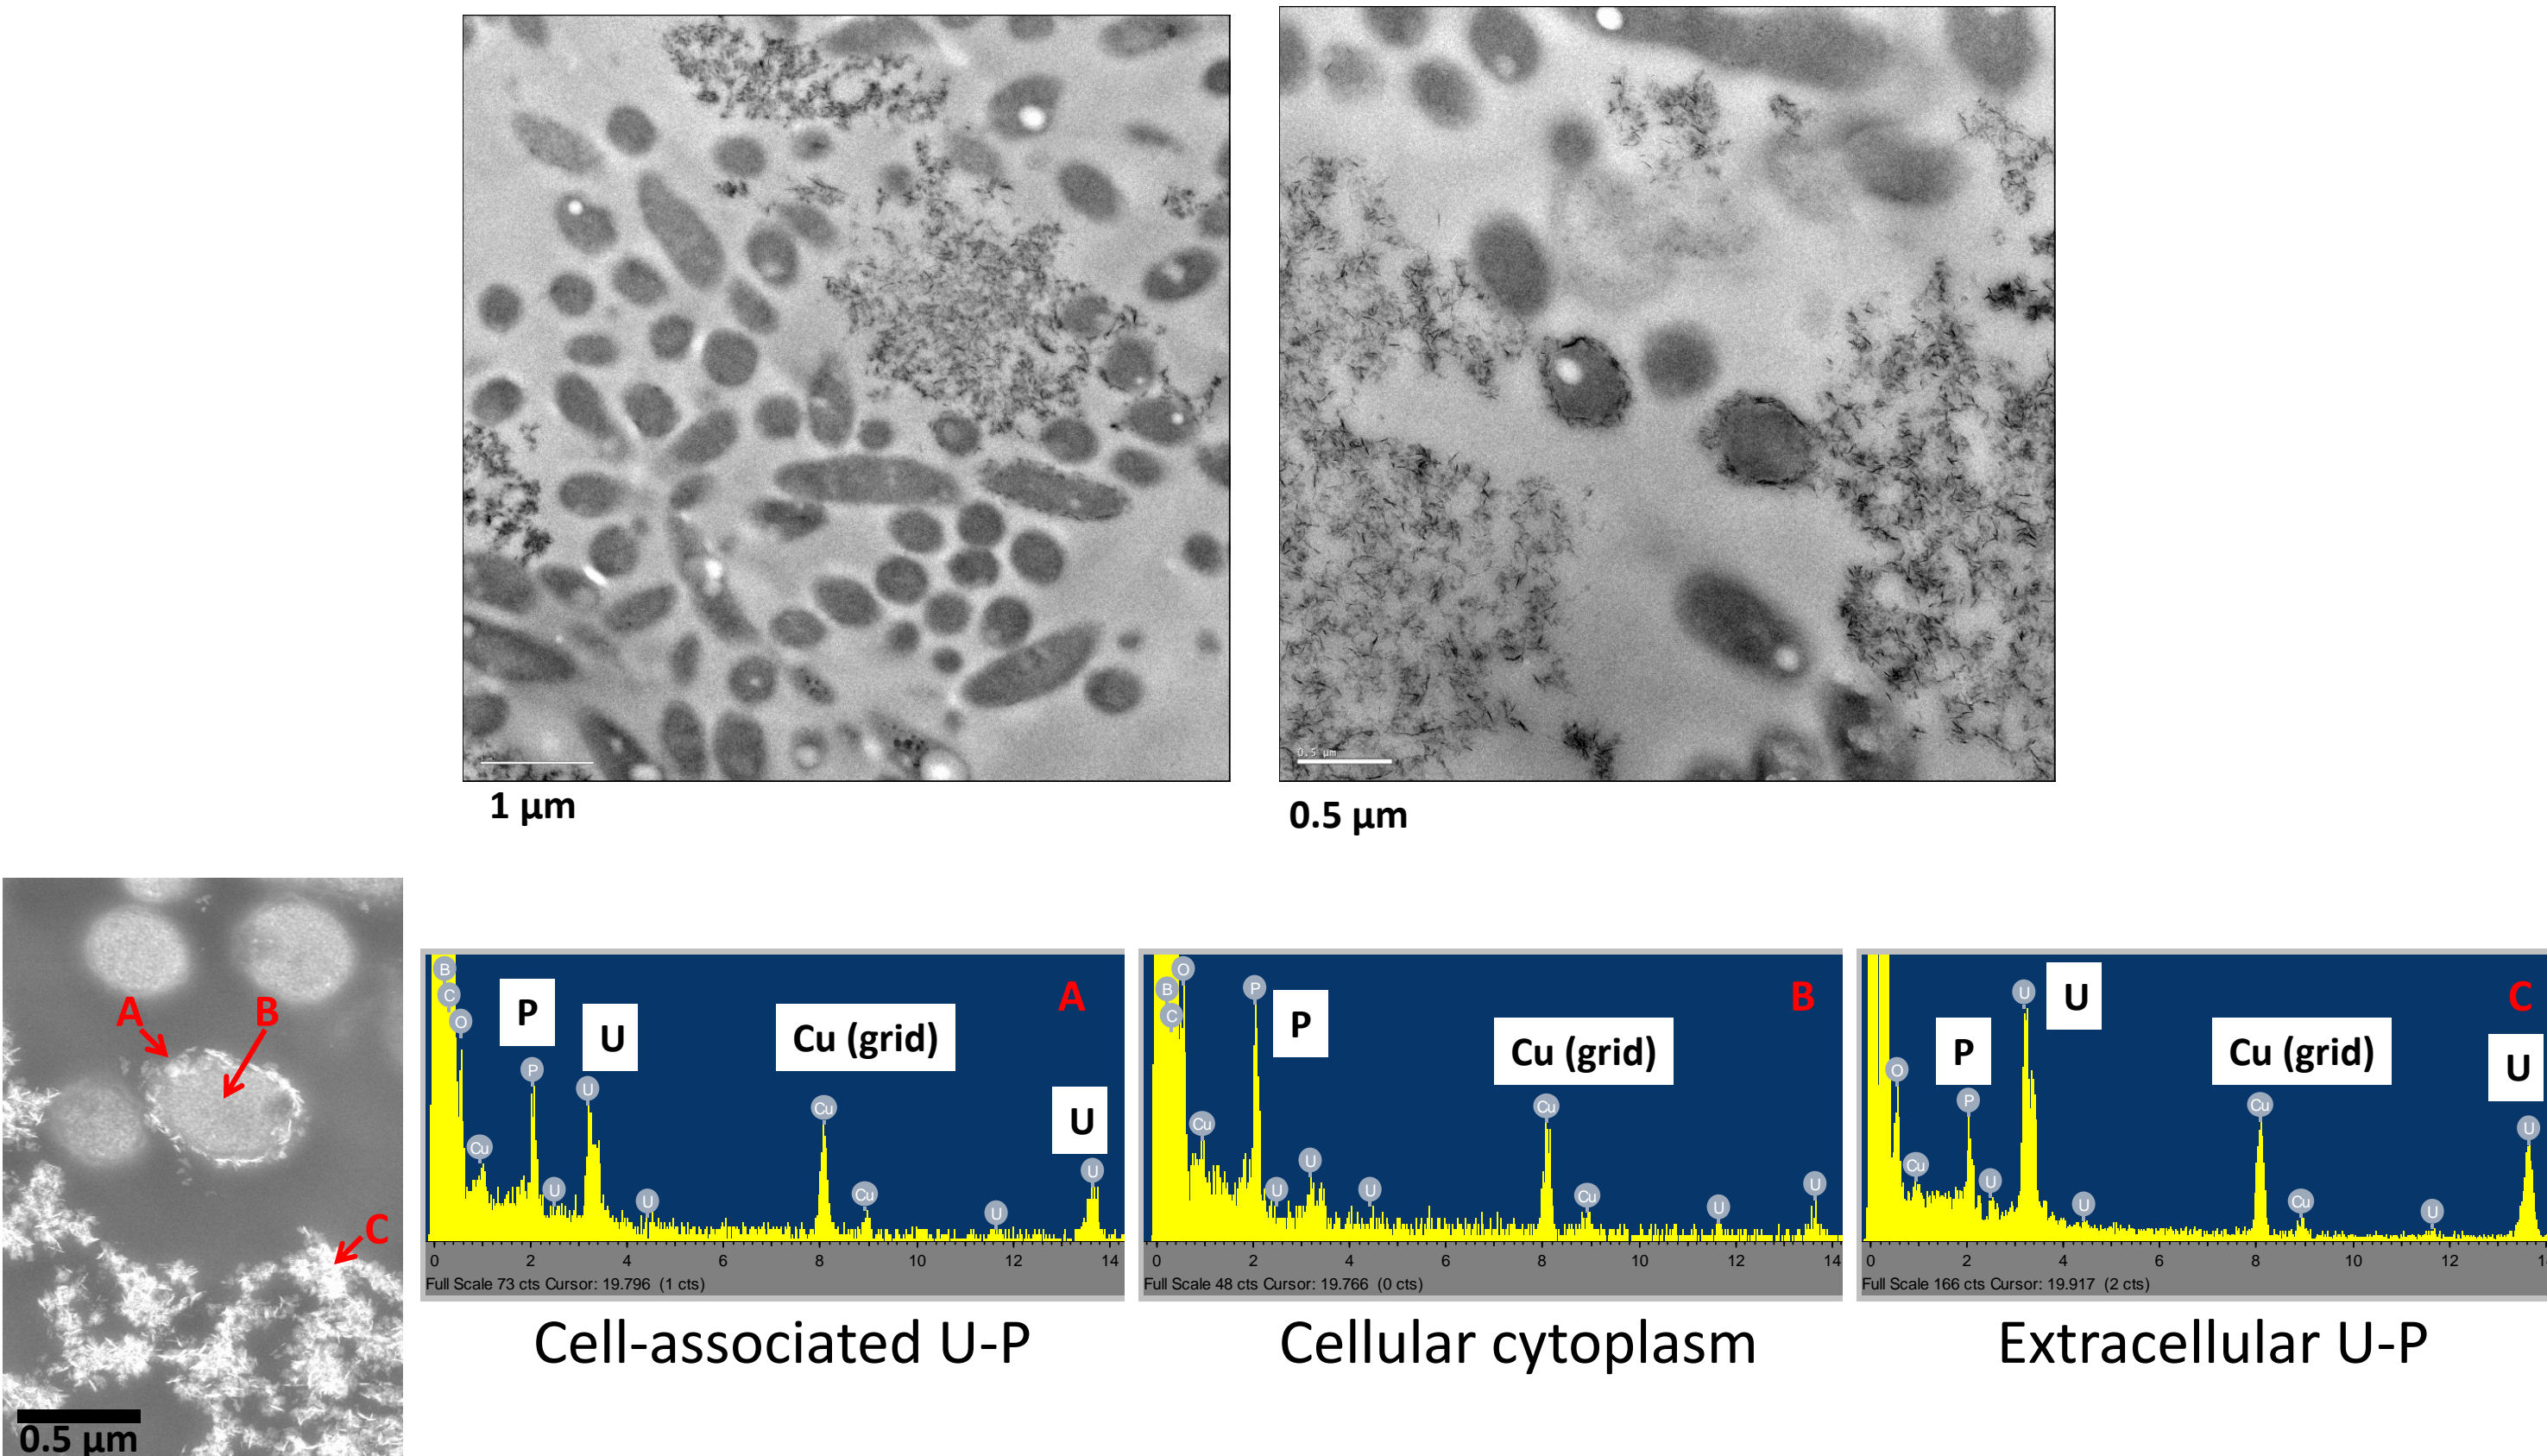 0.5 µm
1 µm
0.5 µm
A
B
C
0.5 µm
B
C
O
Cu
P
P
U
U
U
U
Cu (grid)
Cu
Cu
U
U
U
A
0 2 4 6 8 10 12 14
Full Scale 73 cts Cursor: 19.796 (1 cts)
Cell-associated U-P
O
B
C
Cu
P
P
U
U
U
Cu (grid)
Cu
Cu
U
U
B
0 2 4 6 8 10 12 14
Full Scale 48 cts Cursor: 19.766 (0 cts)
Cellular cytoplasm
O
Cu
P
P
U
U
U
U
Cu (grid)
Cu
Cu
U
U
U
C
0 2 4 6 8 10 12
Full Scale 166 cts Cursor: 19.917 (2 cts)
Extracellular U-P